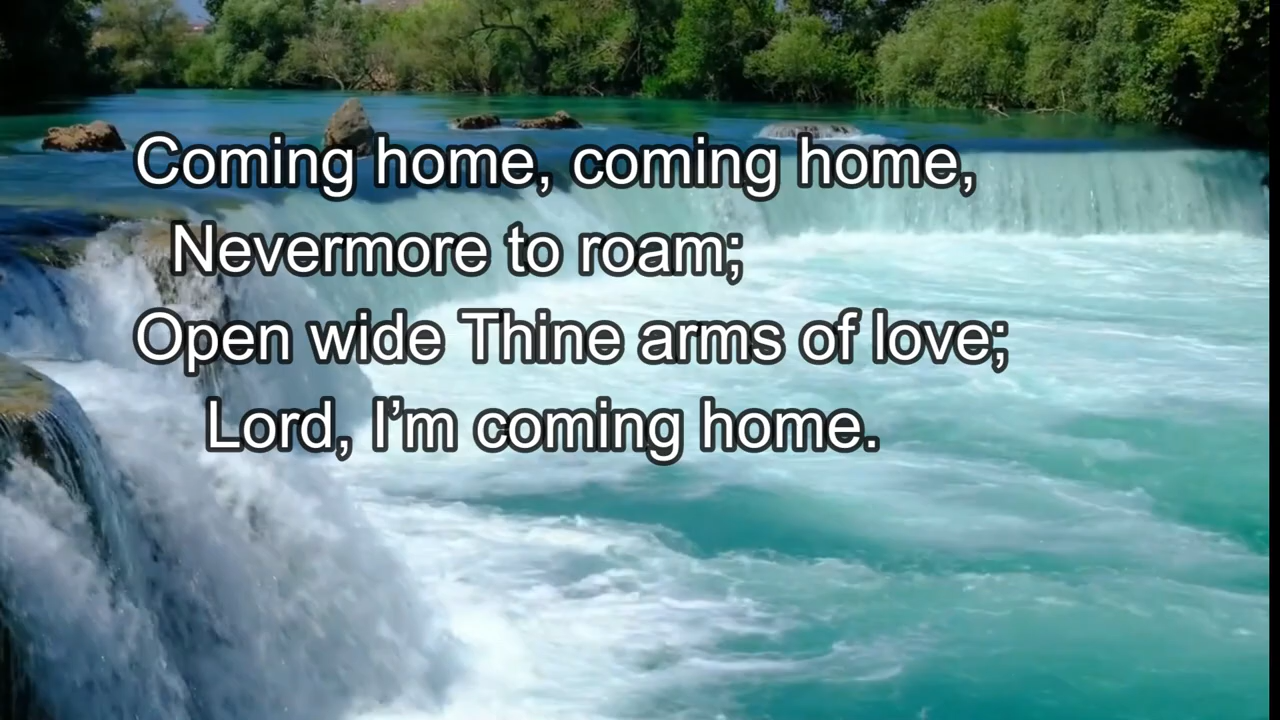 Coming home, coming home,
Nevermore to roam;
Open wide Thine arms of love;
Lord, I’m coming home.